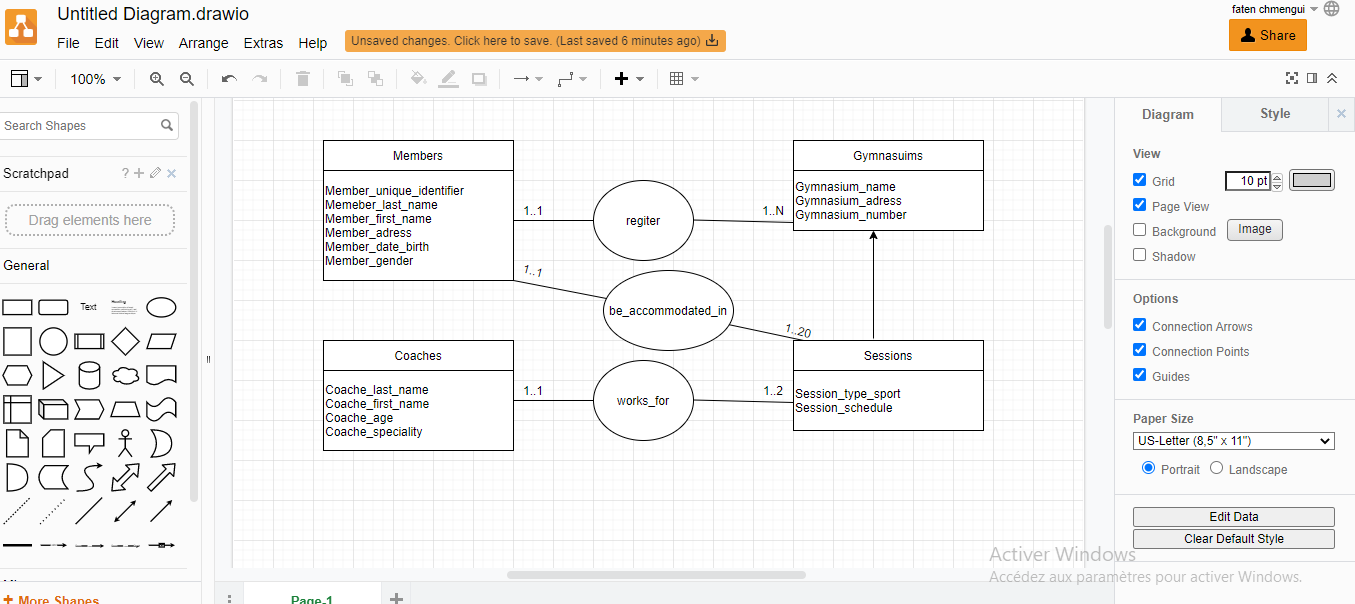 Untitled Diagram.drawio
faten chmengui
File Edit View Arrange Extras Help
Unsaved changes. Click here to save. (Last saved 6 minutes ago)
Share
100%
Search Shapes
Scratchpad
?
Drag elements here
General
Text
Heading
More Shapes
Members
Member_unique_identifier
Memeber_last_name
Member_first_name
Member_adress
Member_date_birth
Member_gender
1..1
regiter
1..N
Gymnasuims
Gymnasium_name
Gymnasium_adress
Gymnasium_number
1..1
be_accommodated_in
1..20
Coaches
Coache_last_name
Coache_first_name
Coache_age
Coache_speciality
1..1
works_for
1..2
Sessions
Session_type_sport
Session_schedule
Page-1
Diagram
Style
View
Grid
10 pt
Page View
Background
Image
Shadow
Options
Connection Arrows
Connection Points
Guides
Paper Size
US-Letter (8,5" x 11")
Portrait
Landscape
Edit Data
Clear Default Style
Activer Windows
Accédez aux paramètres pour activer Windows.